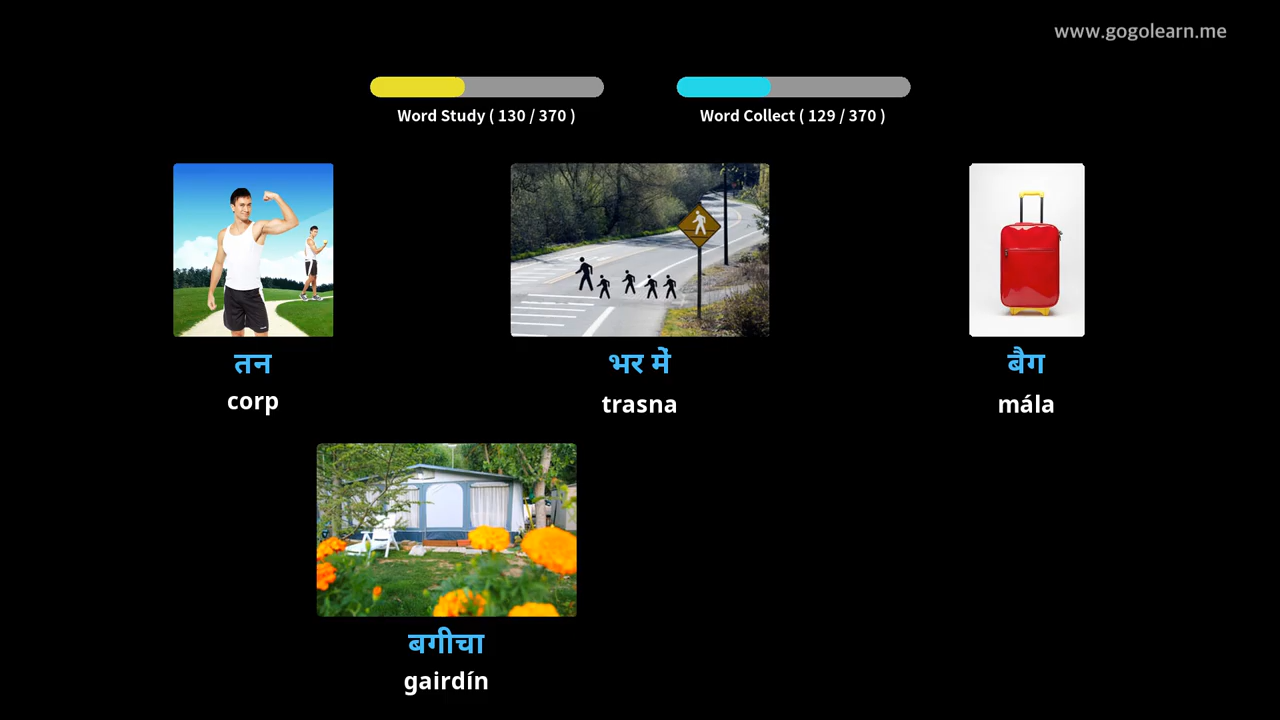 www.gogolearn.me
Word Study ( 130 / 370 )
Word Collect ( 129 / 370 )
तन
corp
भर में
trasna
बैग
mála
बगीचा
gairdín